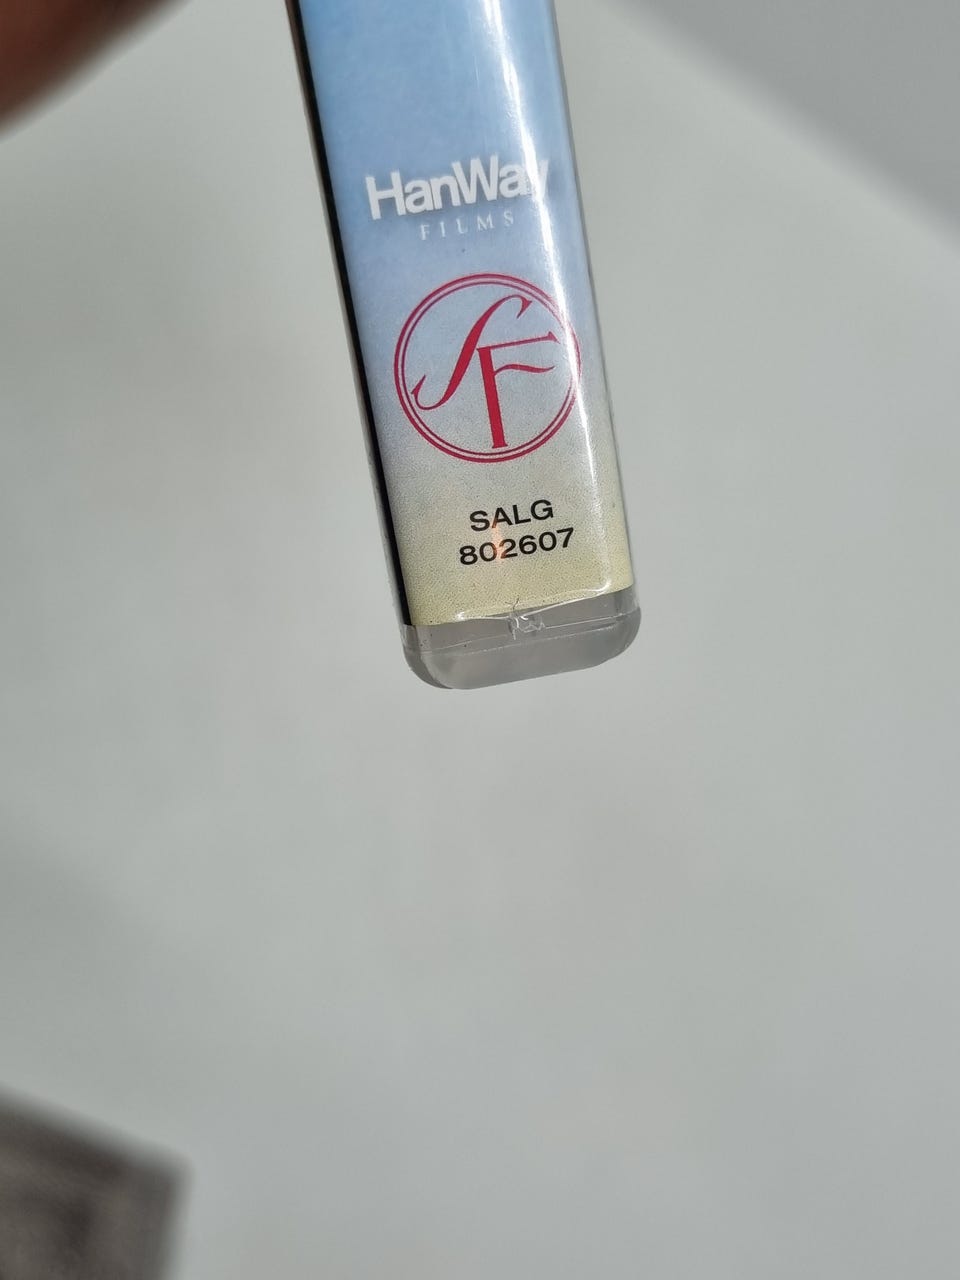 HanWay
FILMS
SF
SALG
802607